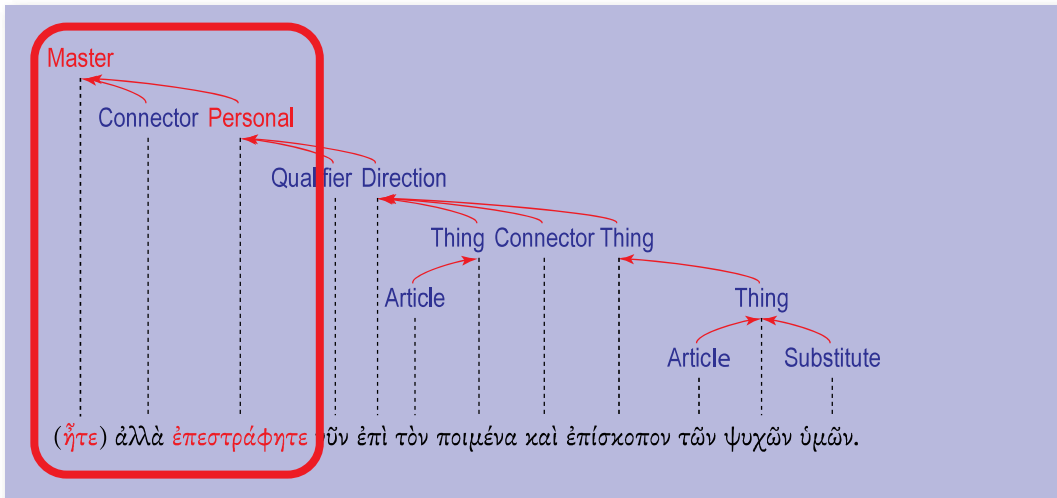 Master
Connector Personal
Qualifier Direction
Thing Connector Thing
Article Thing
Article Substitute
(ἦτε) ἀλλὰ ἐπεστράφητε νῦν ἐπὶ τὸν ποιμένα καὶ ἐπίσκοπον τῶν ψυχῶν ὑμῶν.